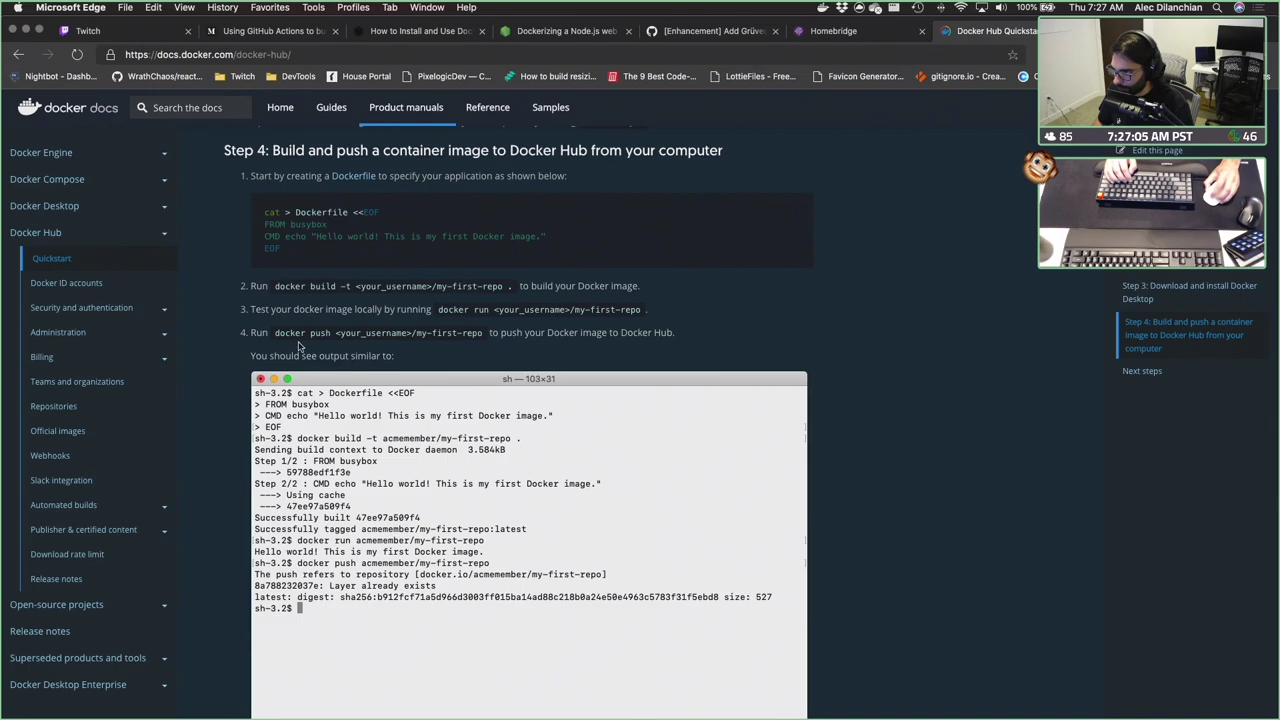 Microsoft Edge File Edit View History Favorites Tools Profiles Tab Window Help 100% Thu 7:27 AM Alec Dilanchian
Twitch
Using GitHub Actions to bu
How to Install and Use Doc
Dockerizing a Node.js web
[Enhancement] Add Grüve
Homebridge
Docker Hub Quickstar
https://docs.docker.com/docker-hub/
Nightbot - Dashbo...
WrathChaos/react...
Twitch
DevTools
House Portal
PixelogicDev — C...
How to build resizi...
The 9 Best Code-...
LottieFiles - Free...
Favicon Generator...
gitignore.io - Crea...
docker docs
Search the docs
Home
Guides
Product manuals
Reference
Samples
85
7:27:05 AM PST
46
Docker Engine
Docker Compose
Docker Desktop
Docker Hub
Quickstart
Docker ID accounts
Security and authentication
Administration
Billing
Teams and organizations
Repositories
Official images
Webhooks
Slack integration
Automated builds
Publisher & certified content
Download rate limit
Release notes
Open-source projects
Release notes
Superseded products and tools
Docker Desktop Enterprise
Step 4: Build and push a container image to Docker Hub from your computer
1. Start by creating a Dockerfile to specify your application as shown below:
cat > Dockerfile <<EOF
FROM busybox
CMD echo "Hello world! This is my first Docker image."
EOF
2. Run docker build -t <your_username>/my-first-repo . to build your Docker image.
3. Test your docker image locally by running docker run <your_username>/my-first-repo .
4. Run docker push <your_username>/my-first-repo to push your Docker image to Docker Hub.
You should see output similar to:
sh — 103×31
sh-3.2$ cat > Dockerfile <<EOF
> FROM busybox
> CMD echo "Hello world! This is my first Docker image."
> EOF
sh-3.2$ docker build -t acmemember/my-first-repo .
Sending build context to Docker daemon 3.584kB
Step 1/2 : FROM busybox
---> 59788edf1f3e
Step 2/2 : CMD echo "Hello world! This is my first Docker image."
---> Using cache
---> 47ee97a509f4
Successfully built 47ee97a509f4
Successfully tagged acmemember/my-first-repo:latest
sh-3.2$ docker run acmemember/my-first-repo
Hello world! This is my first Docker image.
sh-3.2$ docker push acmemember/my-first-repo
The push refers to repository [docker.io/acmemember/my-first-repo]
8a788232037e: Layer already exists
latest: digest: sha256:b912fcf71a5d966d3003ff015ba14ad88c218b0a24e50e4963c5783f31f5ebd8 size: 527
sh-3.2$
Edit this page
Step 3: Download and install Docker
Desktop
Step 4: Build and push a container
image to Docker Hub from your
computer
Next steps